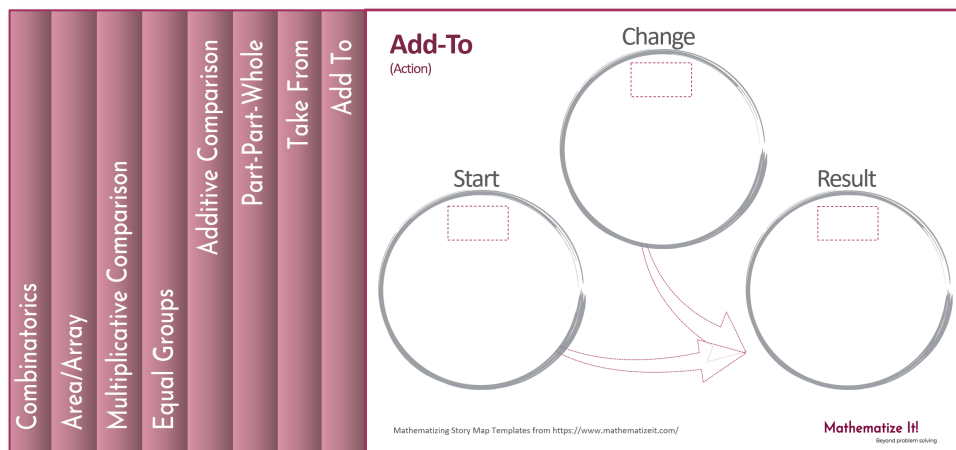 Combinatorics
Area/Array
Multiplicative Comparison
Equal Groups
Additive Comparison
Part-Part-Whole
Take From
Add To
Add-To
(Action)
Change
Start
Result
Mathematizing Story Map Templates from https://www.mathematizeit.com/
Mathematize It!
Beyond problem solving